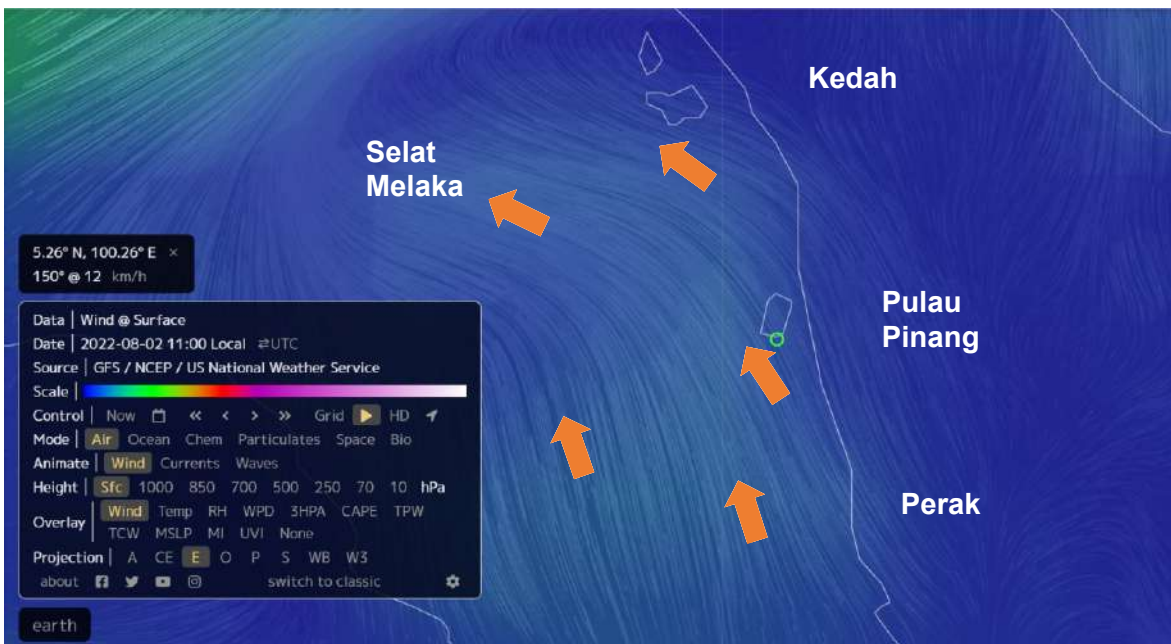 Kedah
Selat
Melaka
5.26° N, 100.26° E ×
150° @ 12 km/h
Pulau
Pinang
Data | Wind @ Surface
Date | 2022-08-02 11:00 Local ⇄UTC
Source | GFS / NCEP / US National Weather Service
Scale |
Control | Now « ‹ › » Grid HD
Mode | Air Ocean Chem Particulates Space Bio
Animate | Wind Currents Waves
Height | Sfc 1000 850 700 500 250 70 10 hPa
Overlay | Wind Temp RH WPD 3HPA CAPE TPW
TCW MSLP MI UVI None
Projection | A CE E O P S WB W3
about switch to classic
Perak
earth